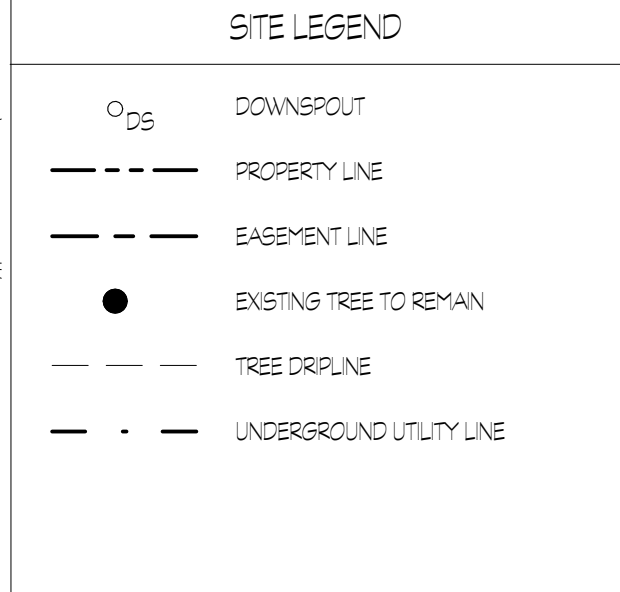 SITE LEGEND
DS DOWNSPOUT
PROPERTY LINE
EASEMENT LINE
EXISTING TREE TO REMAIN
TREE DRIPLINE
UNDERGROUND UTILITY LINE